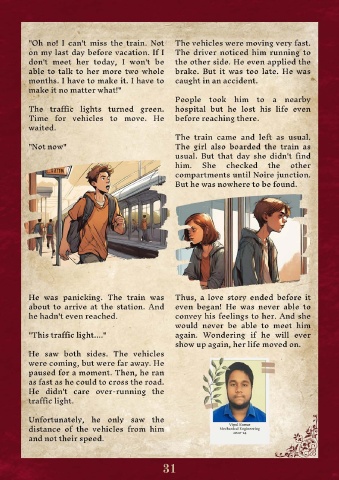 "Oh no! I can't miss the train. Not
on my last day before vacation. If I
don't meet her today, I won't be
able to talk to her more two whole
months. I have to make it. I have to
make it no matter what!"
The traffic lights turned green.
Time for vehicles to move. He
waited.
"Not now"
He was panicking. The train was
about to arrive at the station. And
he hadn't even reached.
"This traffic light...."
He saw both sides. The vehicles
were coming, but were far away. He
paused for a moment. Then, he ran
as fast as he could to cross the road.
He didn't care over-running the
traffic light.
Unfortunately, he only saw the
distance of the vehicles from him
and not their speed.
The vehicles were moving very fast.
The driver noticed him running to
the other side. He even applied the
brake. But it was too late. He was
caught in an accident.
People took him to a nearby
hospital but he lost his life even
before reaching there.
The train came and left as usual.
The girl also boarded the train as
usual. But that day she didn't find
him. She checked the other
compartments until Noire junction.
But he was nowhere to be found.
Thus, a love story ended before it
even began! He was never able to
convey his feelings to her. And she
would never be able to meet him
again. Wondering if he will ever
show up again, her life moved on.
Kumar
Mechanical Engineering
31